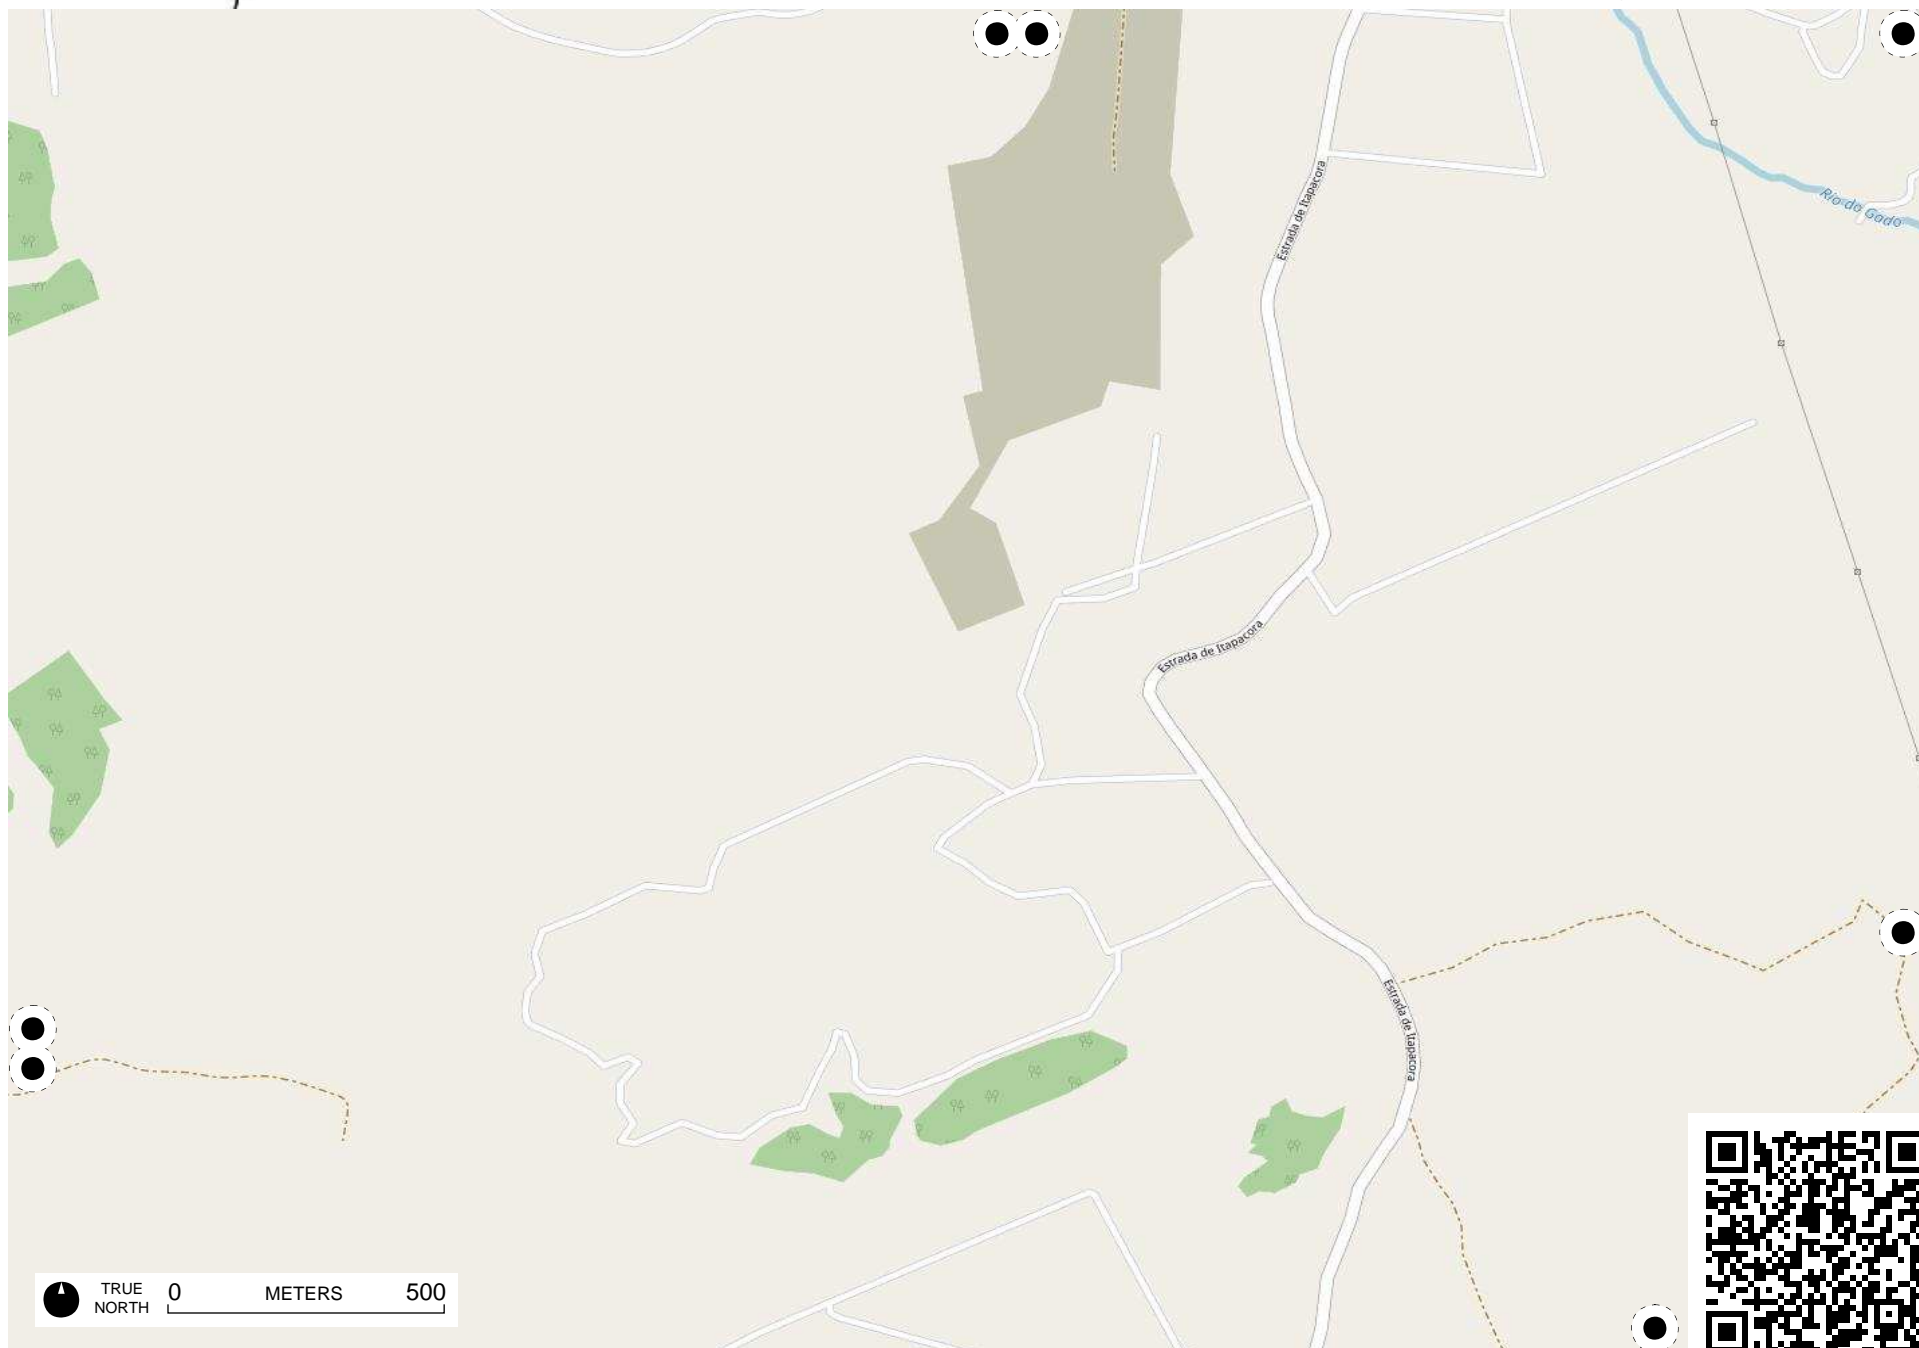 Estrada de Itapacora
Rio do Gado
Estrada de Itapacora
Estrada de Itapacora
TRUE
NORTH
0 METERS 500